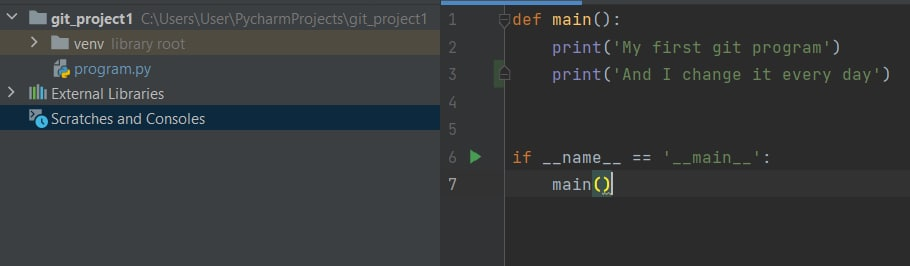 git_project1 C:\Users\User\PycharmProjects\git_project1
venv library root
program.py
External Libraries
Scratches and Consoles
1 def main():
2     print('My first git program')
3     print('And I change it every day')
4
5
6 if __name__ == '__main__':
7     main()